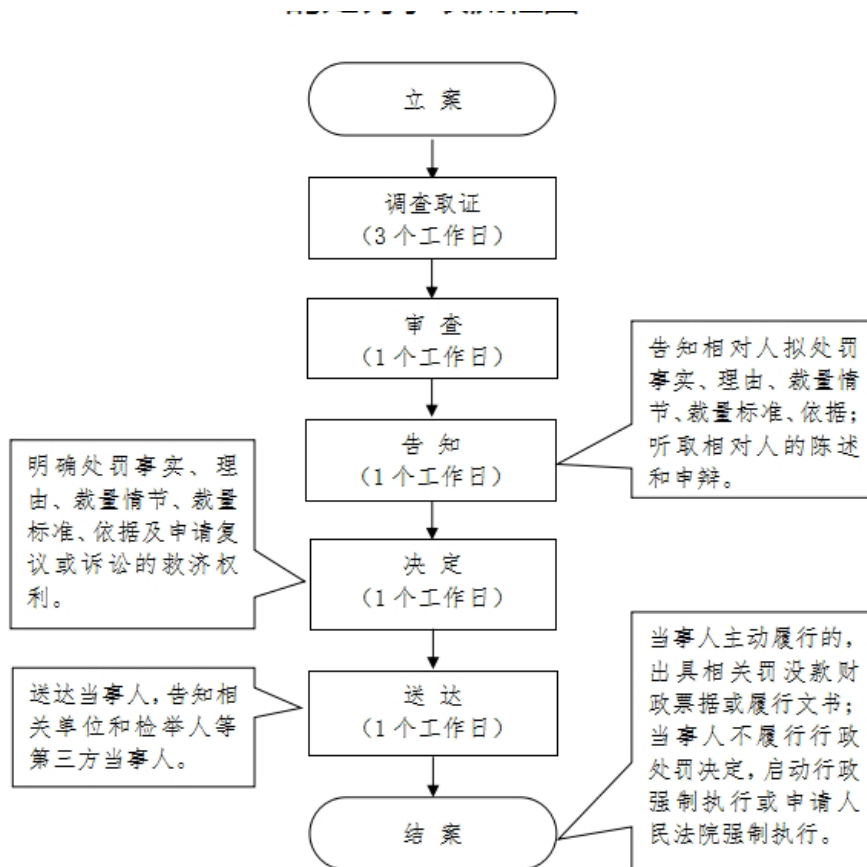 立 案
调查取证
（3 个工作日）
审 查
（1 个工作日）
告知相对人拟处罚
事实、理由、裁量情
节、裁量标准、依据；
听取相对人的陈述
和申辩。
告 知
（1 个工作日）
明确处罚事实、理
由、裁量情节、裁量
标准、依据及申请复
议或诉讼的救济权
利。
决 定
（1 个工作日）
当事人主动履行的，
出具相关罚没款财
政票据或履行文书；
当事人不履行行政
处罚决定，启动行政
强制执行或申请人
民法院强制执行。
送达当事人，告知相
关单位和检举人等
第三方当事人。
送 达
（1 个工作日）
结 案